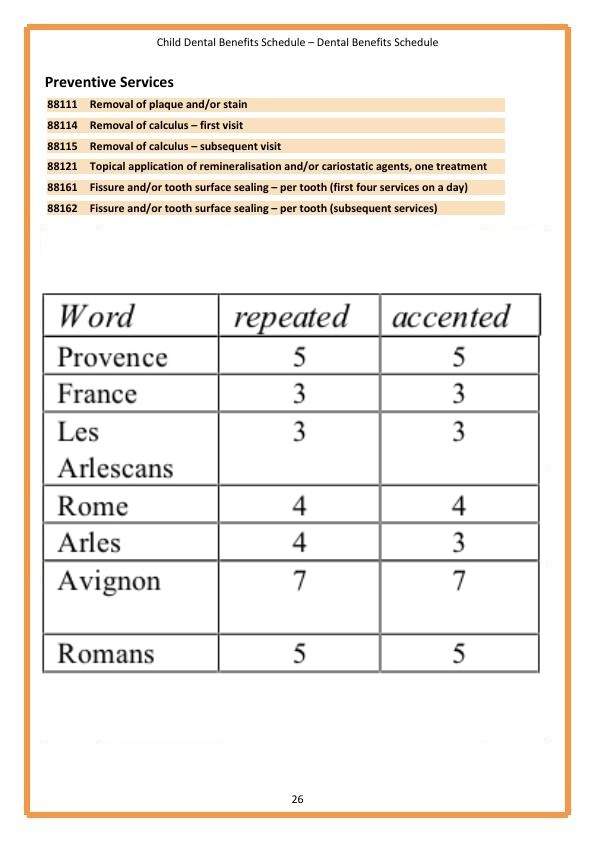 Child Dental Benefits Schedule – Dental Benefits Schedule
Preventive Services
88111 Removal of plaque and/or stain
88114 Removal of calculus – first visit
88115 Removal of calculus – subsequent visit
88121 Topical application of remineralisation and/or cariostatic agents, one treatment
88161 Fissure and/or tooth surface sealing – per tooth (first four services on a day)
88162 Fissure and/or tooth surface sealing – per tooth (subsequent services)
Word repeated accented
Provence 5 5
France 3 3
Les 3 3
Arlescans
Rome 4 4
Arles 4 3
Avignon 7 7
Romans 5 5
26